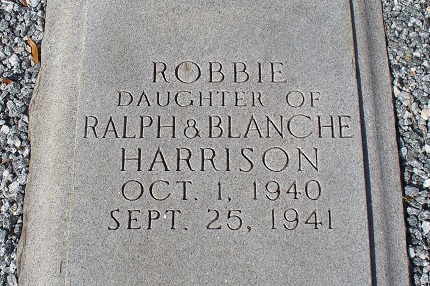 ROBBIE
DAUGHTER OF
RALPH & BLANCHE
HARRISON
OCT. 1, 1940
SEPT. 25, 1941